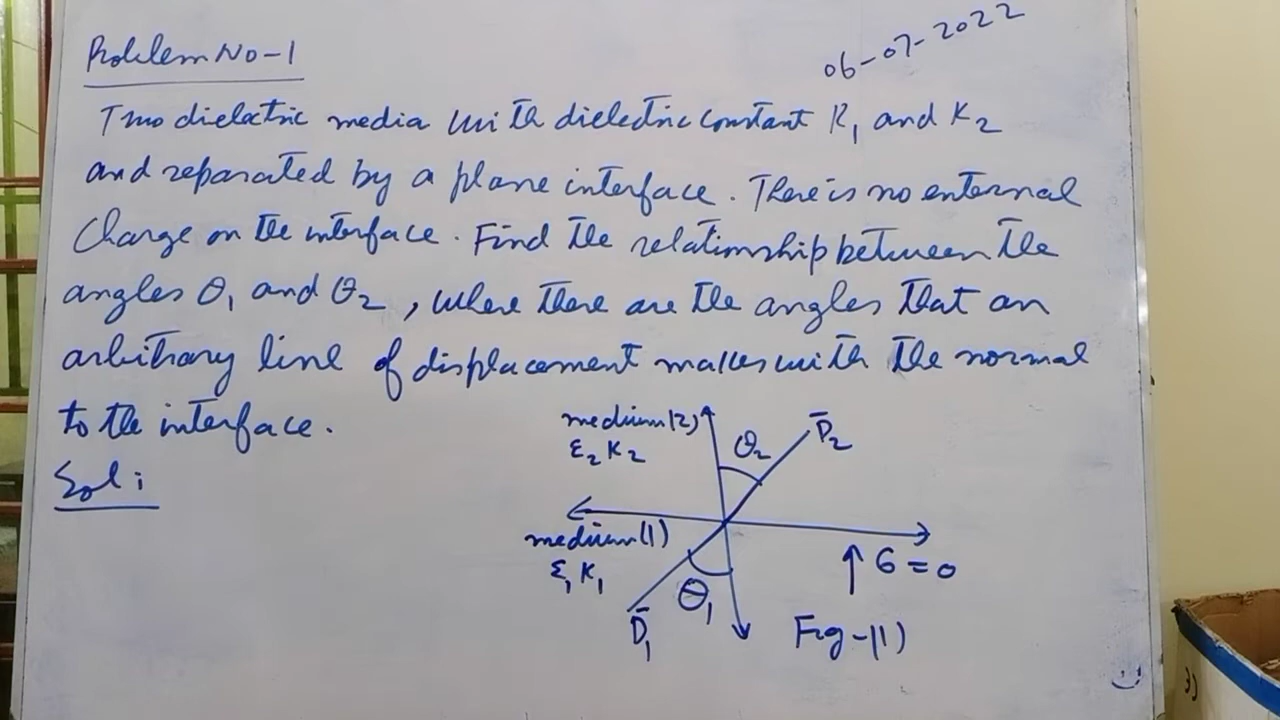 Problem No-1
06-07-2022
Two dielectric media with dielectric constant K₁ and K₂
and separated by a plane interface. There is no external
Charge on the interface. Find the relationship between the
angles θ₁ and θ₂, where there are the angles that an
arbitrary line of displacement makes with the normal
to the interface.
Sol:
medium(2)
ε₂ K₂
θ₂
D̄₂
medium(1)
ε₁ K₁
θ₁
D̄₁
↑ σ = 0
Fig-(1)